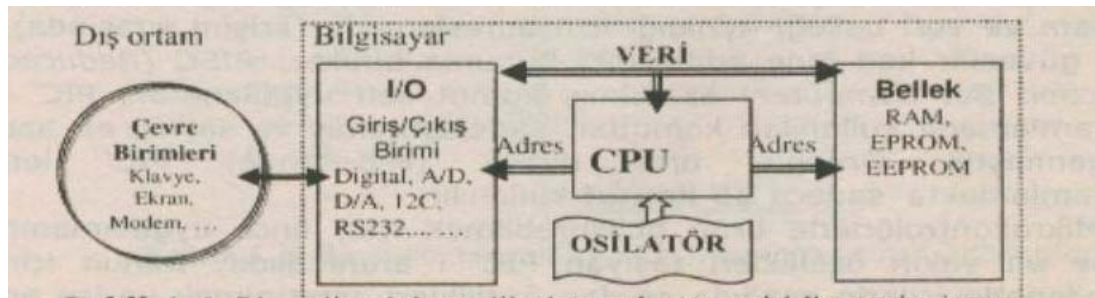 Dış ortam
Bilgisayar
VERİ
I/O
Giriş/Çıkış
Birimi
Digital, A/D,
D/A, 12C,
RS232.......
Çevre
Birimleri
Klavye,
Ekran,
Modem,
Adres
CPU
Adres
OSİLATÖR
Bellek
RAM,
EPROM,
EEPROM